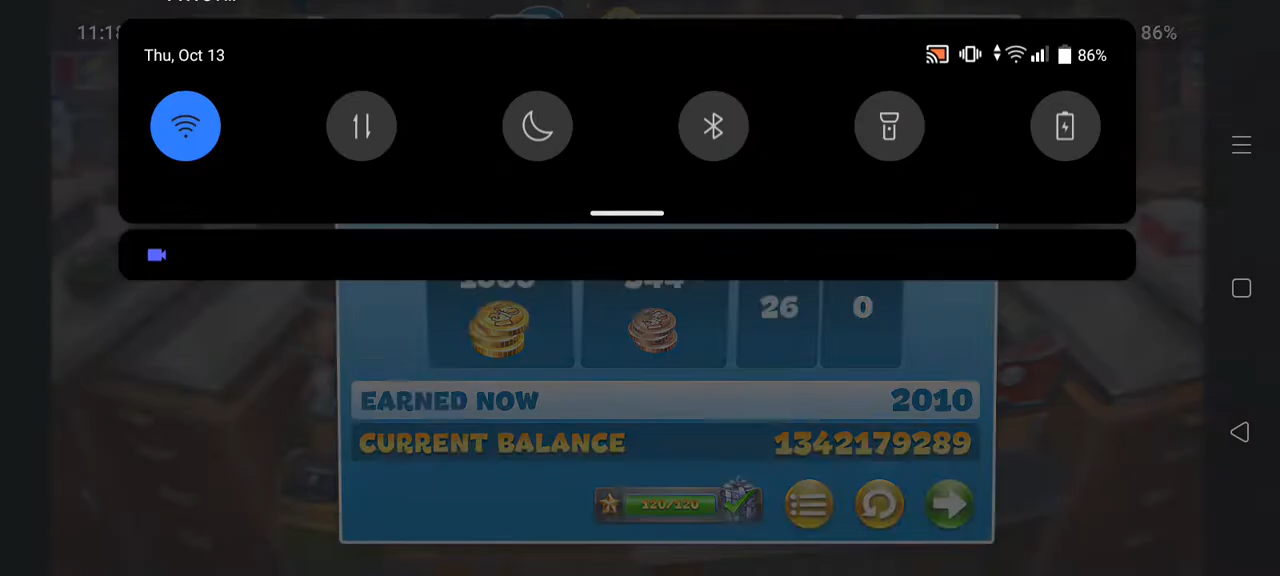 Thu, Oct 13
86%
86%
26 0
EARNED NOW 2010
CURRENT BALANCE 1342179289
120/120